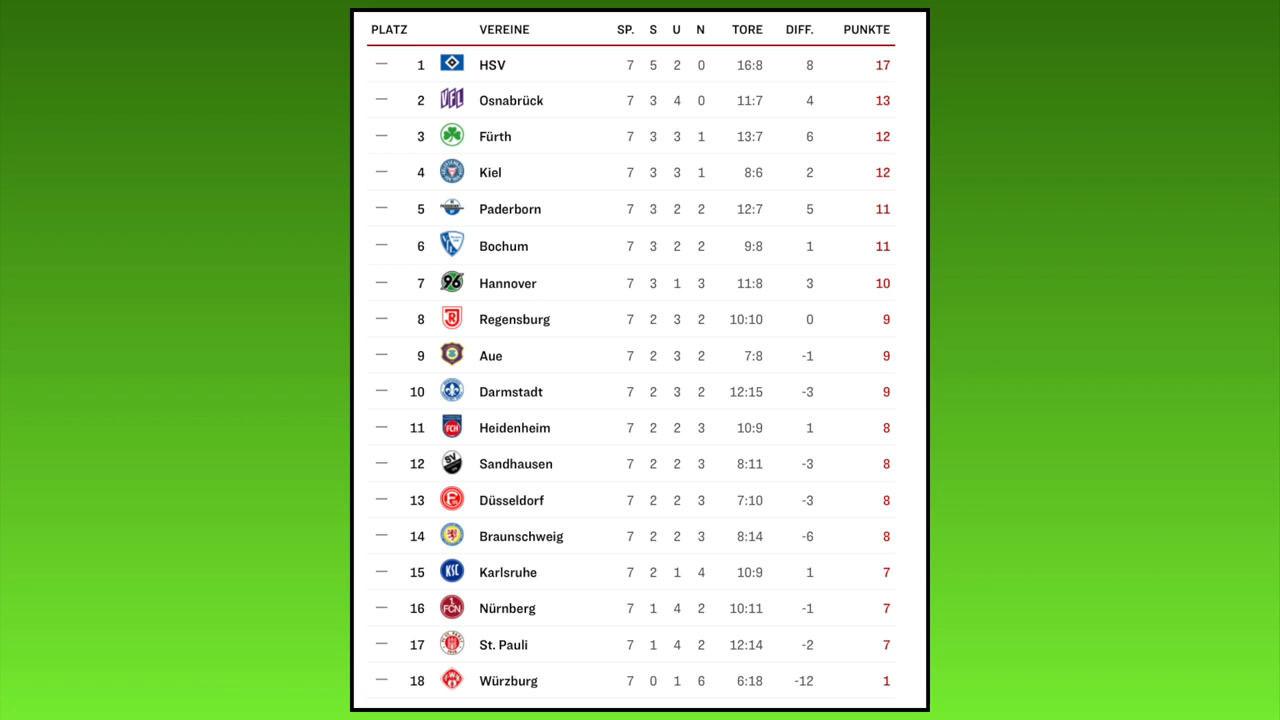 PLATZ VEREINE SP. S U N TORE DIFF. PUNKTE
— 1 HSV 7 5 2 0 16:8 8 17
— 2 VFL Osnabrück 7 3 4 0 11:7 4 13
— 3 Fürth 7 3 3 1 13:7 6 12
— 4 Kiel 7 3 3 1 8:6 2 12
— 5 Paderborn 7 3 2 2 12:7 5 11
— 6 Bochum 7 3 2 2 9:8 1 11
— 7 96 Hannover 7 3 1 3 11:8 3 10
— 8 R Regensburg 7 2 3 2 10:10 0 9
— 9 Aue 7 2 3 2 7:8 -1 9
— 10 Darmstadt 7 2 3 2 12:15 -3 9
— 11 FCH Heidenheim 7 2 2 3 10:9 1 8
— 12 SV Sandhausen 7 2 2 3 8:11 -3 8
— 13 F Düsseldorf 7 2 2 3 7:10 -3 8
— 14 Braunschweig 7 2 2 3 8:14 -6 8
— 15 KSC Karlsruhe 7 2 1 4 10:9 1 7
— 16 1. FCN Nürnberg 7 1 4 2 10:11 -1 7
— 17 St. Pauli 7 1 4 2 12:14 -2 7
— 18 Würzburg 7 0 1 6 6:18 -12 1